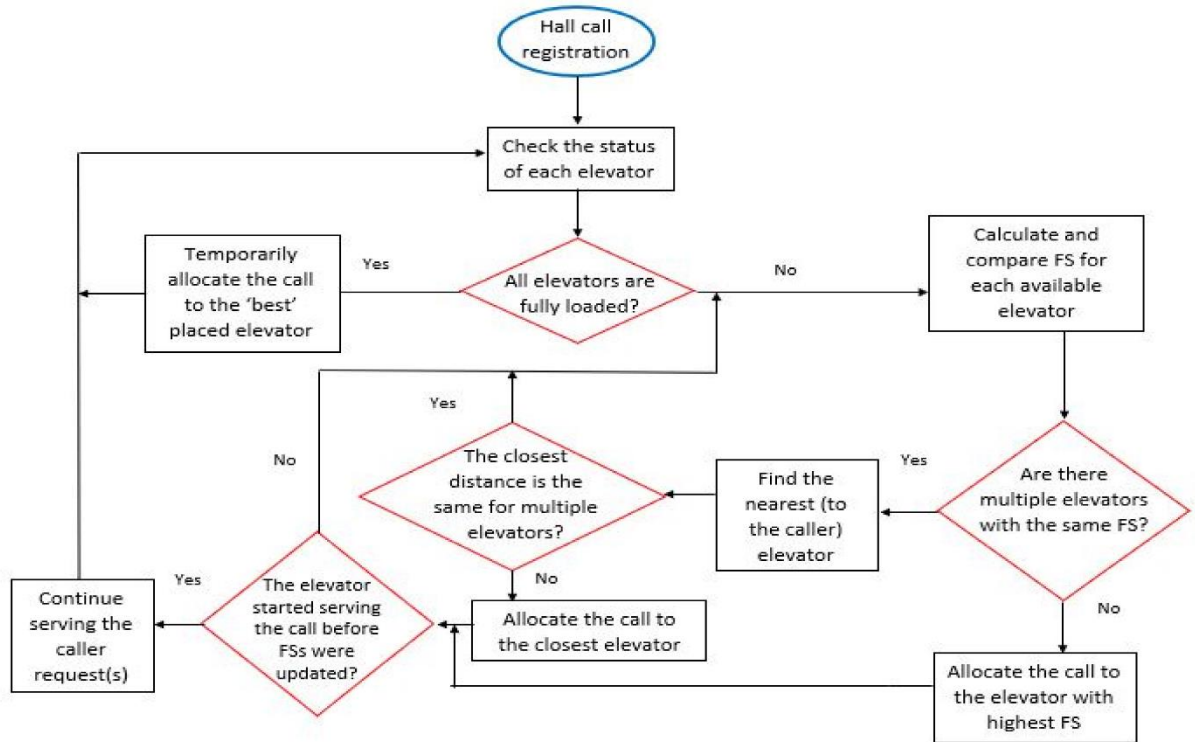 Hall call
registration
Check the status
of each elevator
Temporarily
allocate the call
to the ‘best’
placed elevator
Yes
All elevators are
fully loaded?
No
Calculate and
compare FS for
each available
elevator
Yes
The closest
distance is the
same for multiple
elevators?
No
Find the
nearest (to
the caller)
elevator
Yes
Are there
multiple elevators
with the same FS?
No
Continue
serving the
caller
request(s)
Yes
The elevator
started serving
the call before
FSs were
updated?
No
Allocate the call to
the closest elevator
Allocate the call to
the elevator with
highest FS